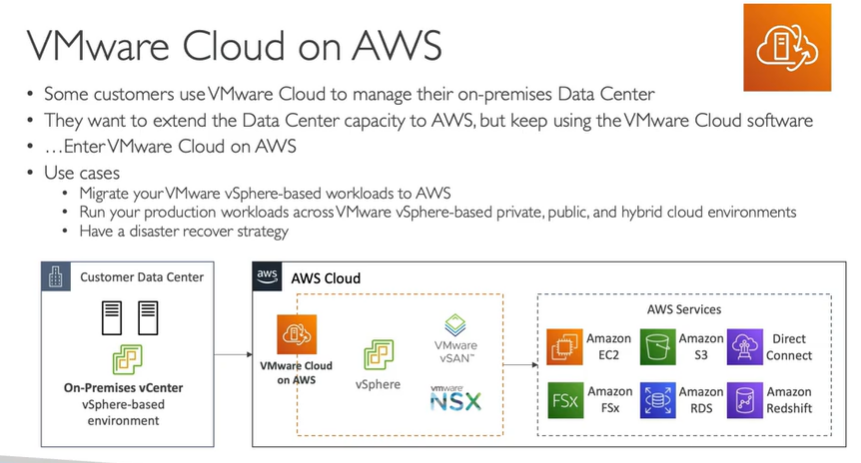 VMware Cloud on AWS
• Some customers use VMware Cloud to manage their on-premises Data Center
• They want to extend the Data Center capacity to AWS, but keep using the VMware Cloud software
• …Enter VMware Cloud on AWS
• Use cases
• Migrate your VMware vSphere-based workloads to AWS
• Run your production workloads across VMware vSphere-based private, public, and hybrid cloud environments
• Have a disaster recover strategy
Customer Data Center
On-Premises vCenter
vSphere-based
environment
aws
AWS Cloud
VMware Cloud
on AWS
vSphere
VMware
vSAN™
vmware
NSX
AWS Services
Amazon
EC2
Amazon
S3
Direct
Connect
FSx
Amazon
FSx
Amazon
RDS
Amazon
Redshift